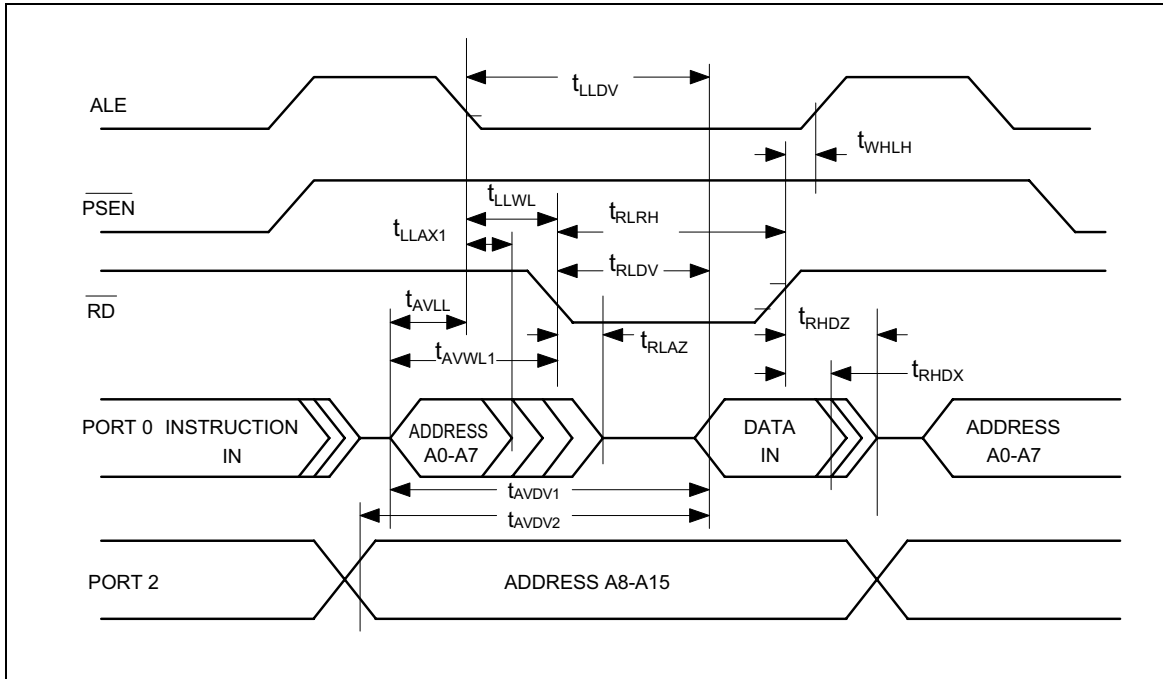 ALE
tLLDV
tWHLH
PSEN
tLLWL
tRLRH
tLLAX1
tRLDV
RD
tAVLL
tRLAZ
tRHDZ
tAVWL1
tRHDX
PORT 0 INSTRUCTION IN
ADDRESS
A0-A7
DATA
IN
ADDRESS
A0-A7
tAVDV1
tAVDV2
PORT 2
ADDRESS A8-A15